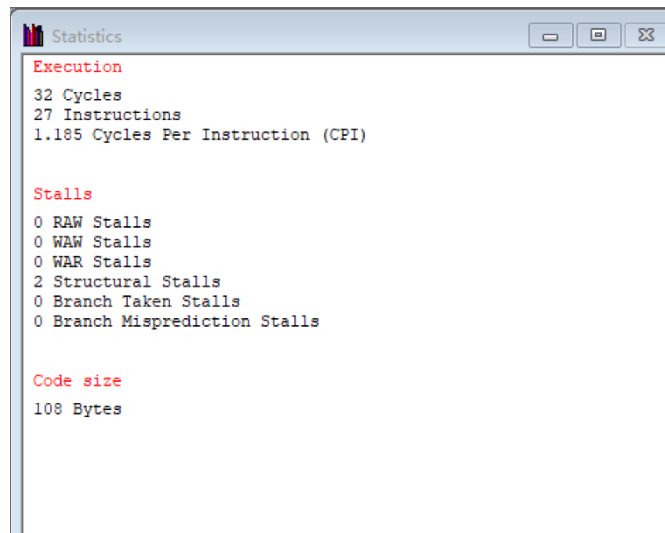 Statistics
Execution
32 Cycles
27 Instructions
1.185 Cycles Per Instruction (CPI)
Stalls
0 RAW Stalls
0 WAW Stalls
0 WAR Stalls
2 Structural Stalls
0 Branch Taken Stalls
0 Branch Misprediction Stalls
Code size
108 Bytes